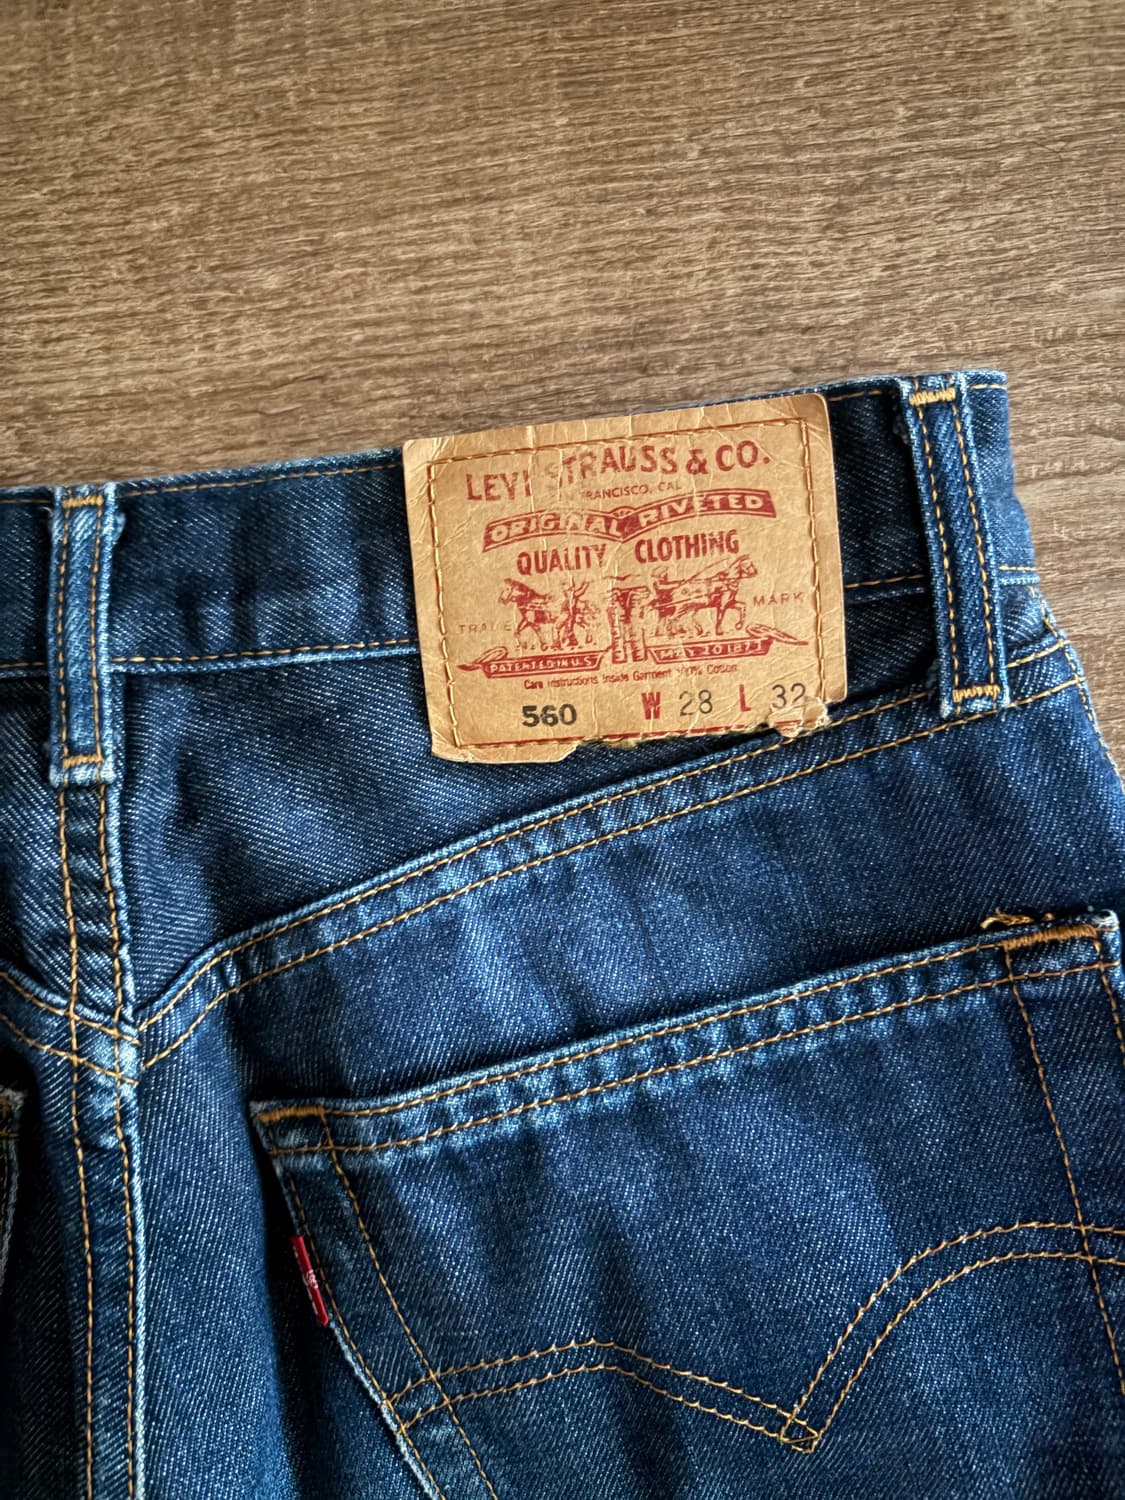 LEVI STRAUSS & CO.
SAN FRANCISCO, CAL
ORIGINAL RIVETED
QUALITY CLOTHING
TRADE MARK
PATENTED IN U.S. MAY 20 1873
Care Instructions Inside Garment 100% Cotton
560 W 28 L 32